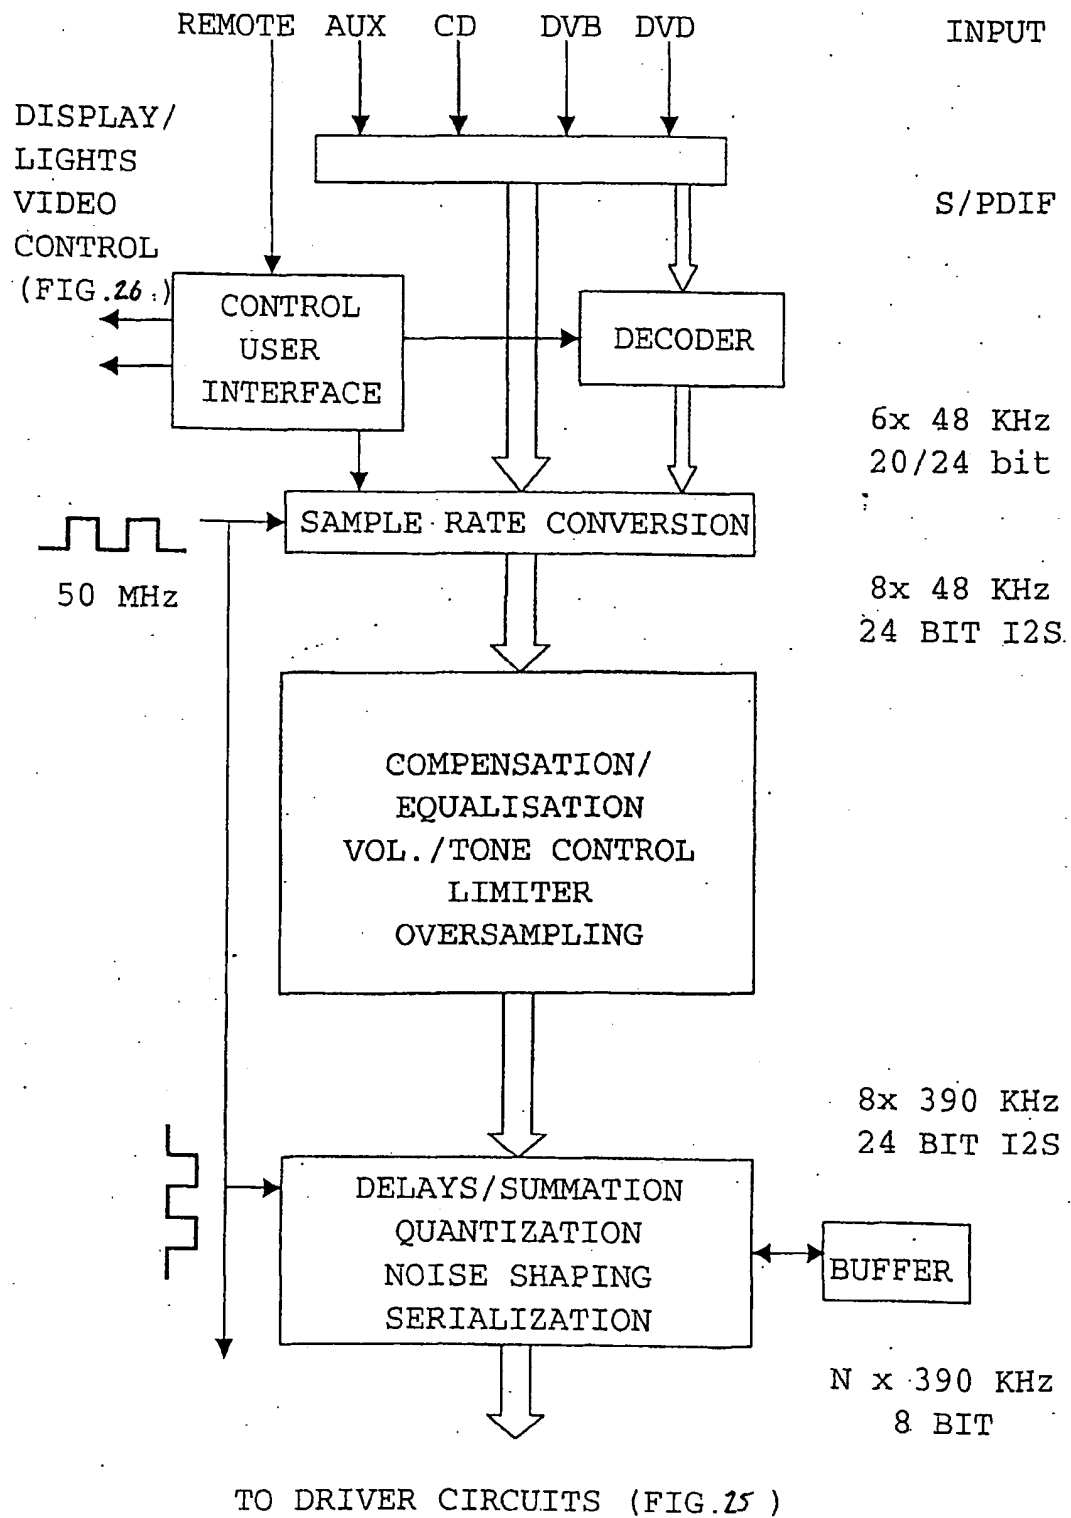 REMOTE AUX CD DVB DVD INPUT
DISPLAY/
LIGHTS
VIDEO
CONTROL
(FIG.26.)
S/PDIF
CONTROL
USER
INTERFACE
DECODER
6x 48 KHz
20/24 bit
SAMPLE RATE CONVERSION
50 MHz
8x 48 KHz
24 BIT I2S
COMPENSATION/
EQUALISATION
VOL./TONE CONTROL
LIMITER
OVERSAMPLING
8x 390 KHz
24 BIT I2S
DELAYS/SUMMATION
QUANTIZATION
NOISE SHAPING
SERIALIZATION
BUFFER
N x 390 KHz
8 BIT
TO DRIVER CIRCUITS (FIG.25 )